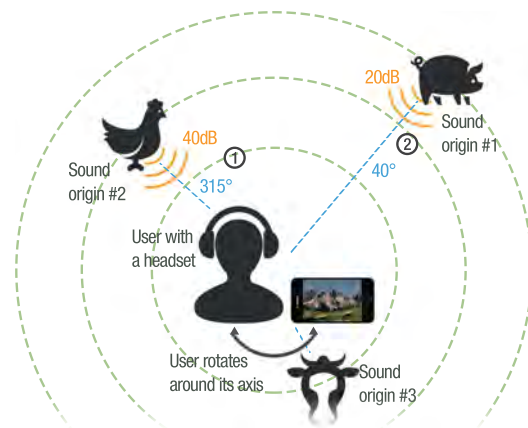 20dB
Sound
origin #1
40dB
1
2
Sound
origin #2
315°
40°
User with
a headset
User rotates
around its axis
Sound
origin #3